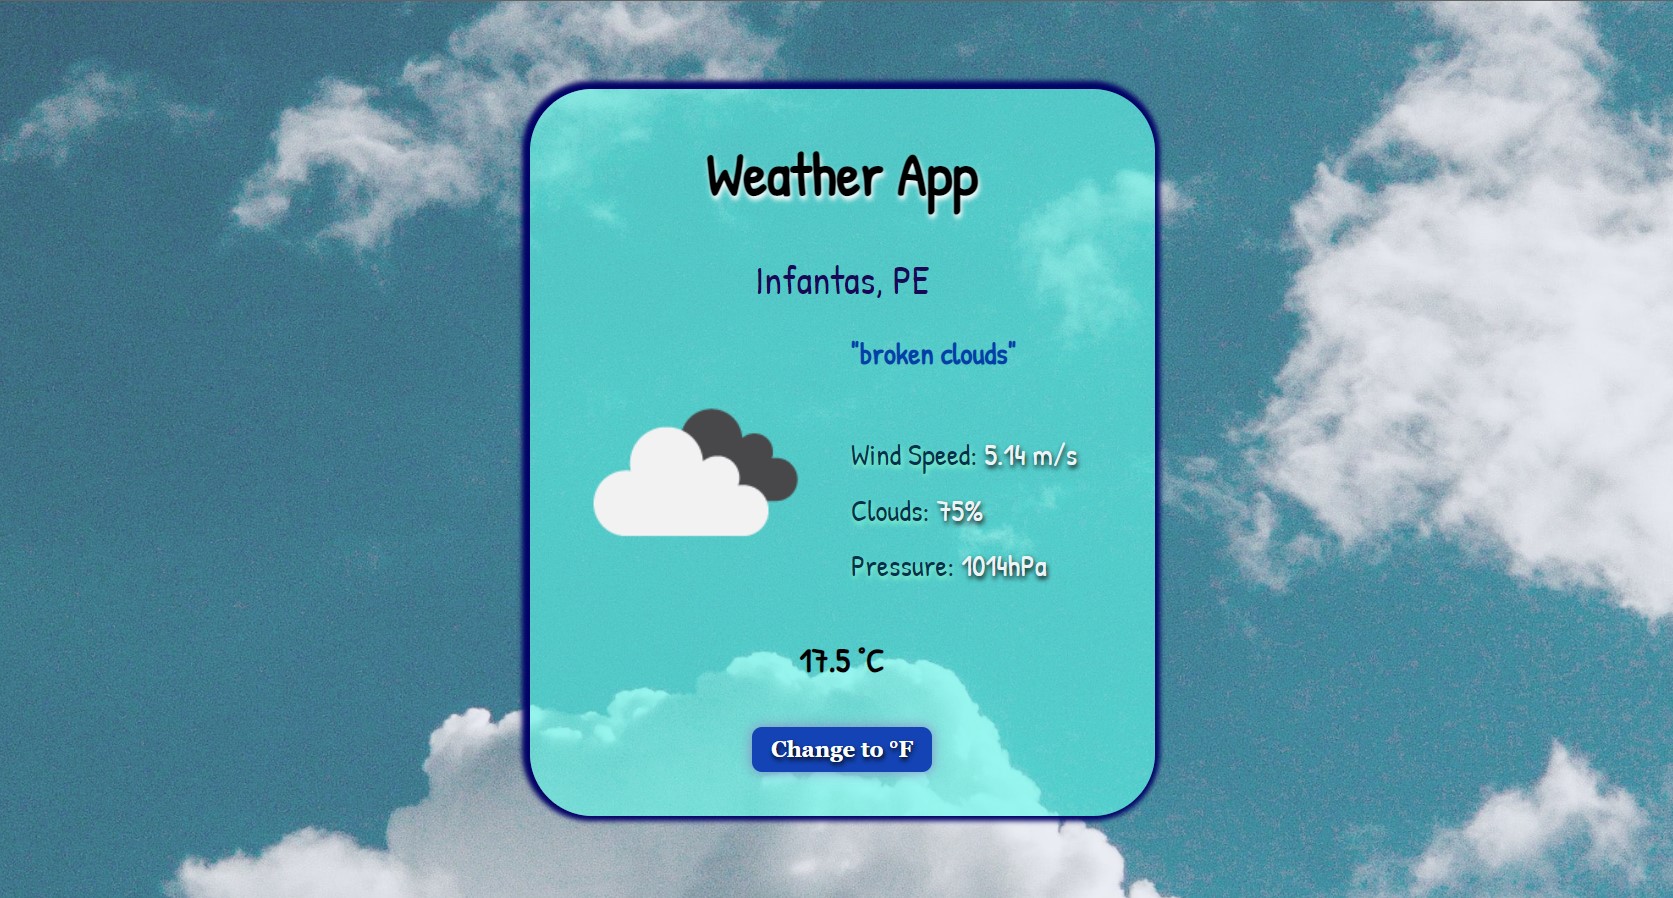 Weather App
Infantas, PE
"broken clouds"
Wind Speed: 5.14 m/s
Clouds: 75%
Pressure: 1014hPa
17.5 °C
Change to °F